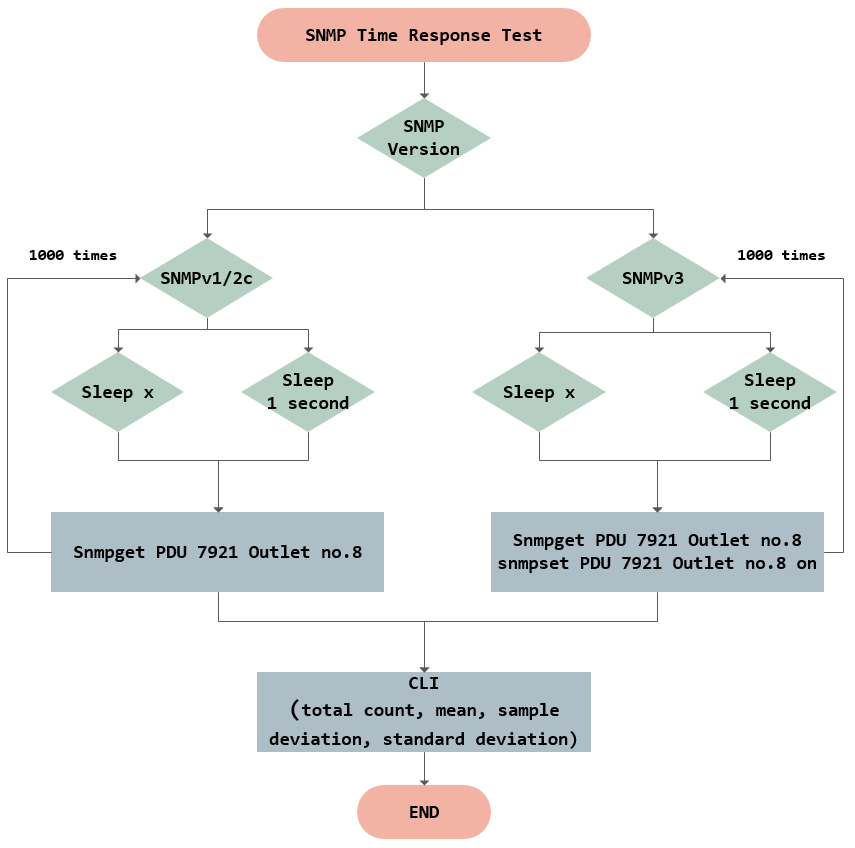 SNMP Time Response Test
SNMP
Version
1000 times
1000 times
SNMPv1/2c
SNMPv3
Sleep x
Sleep
1 second
Sleep x
Sleep
1 second
Snmpget PDU 7921 Outlet no.8
Snmpget PDU 7921 Outlet no.8
snmpset PDU 7921 Outlet no.8 on
CLI
(total count, mean, sample
deviation, standard deviation)
END